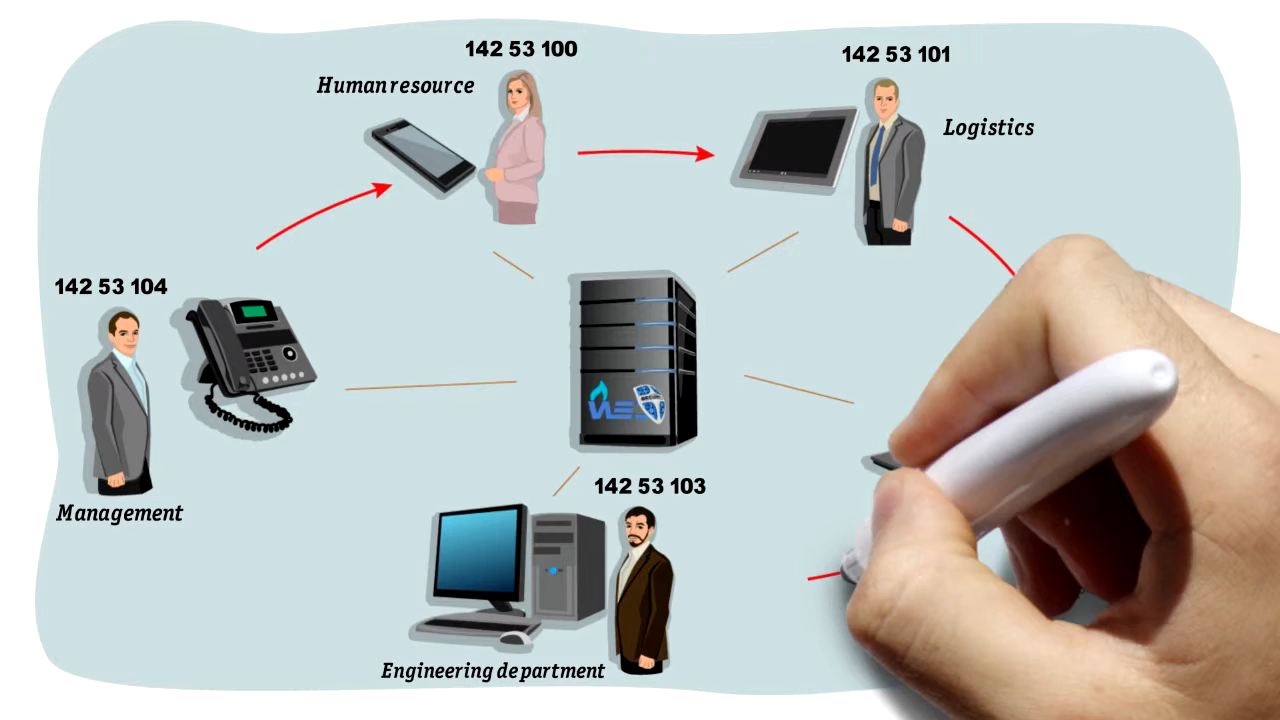 142 53 100
142 53 101
Human resource
Logistics
142 53 104
142 53 103
Management
Engineering department